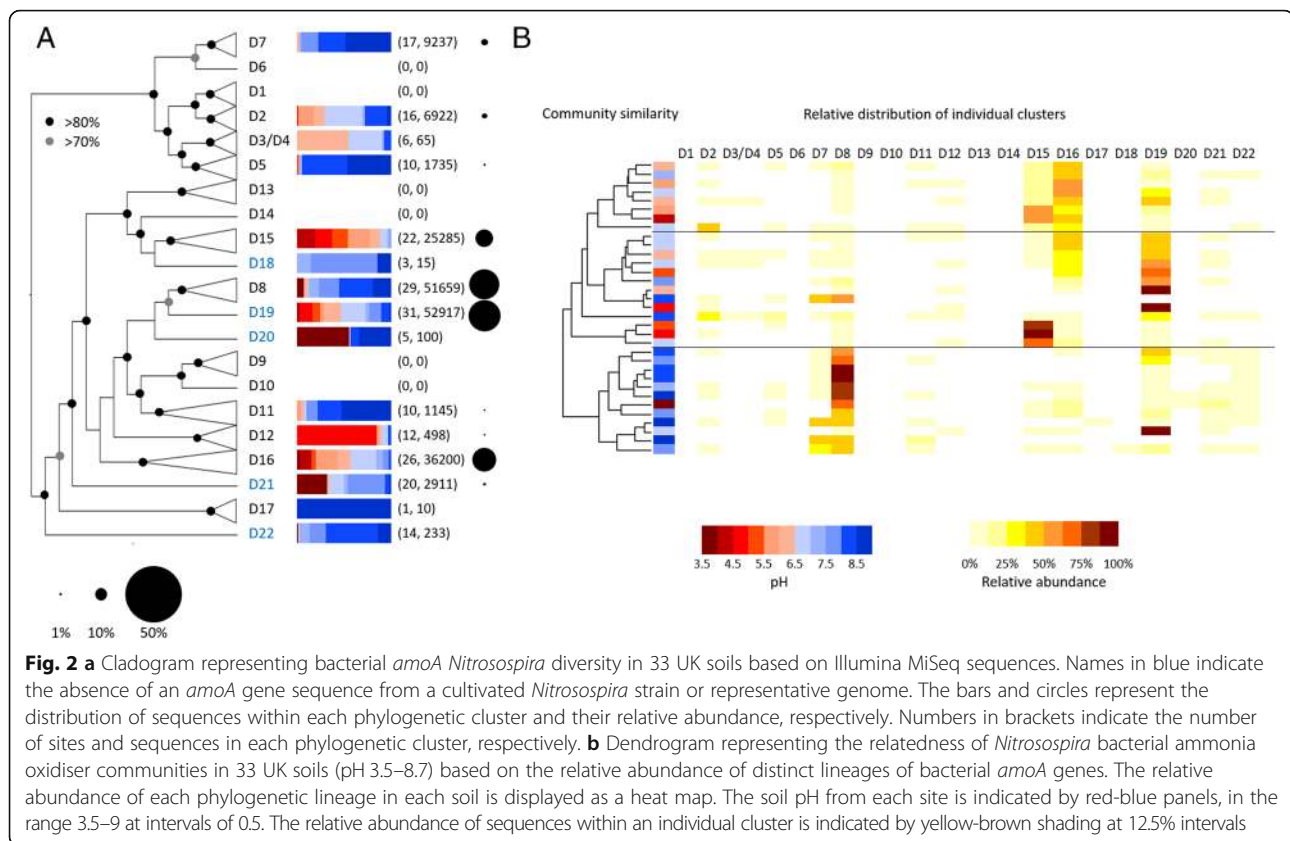 A
D7 (17, 9237)
D6 (0, 0)
D1 (0, 0)
D2 (16, 6922)
D3/D4 (6, 65)
D5 (10, 1735)
D13 (0, 0)
D14 (0, 0)
D15 (22, 25285)
D18 (3, 15)
D8 (29, 51659)
D19 (31, 52917)
D20 (5, 100)
D9 (0, 0)
D10 (0, 0)
D11 (10, 1145)
D12 (12, 498)
D16 (26, 36200)
D21 (20, 2911)
D17 (1, 10)
D22 (14, 233)
>80%
>70%
1% 10% 50%
B
Community similarity Relative distribution of individual clusters
D1 D2 D3/D4 D5 D6 D7 D8 D9 D10 D11 D12 D13 D14 D15 D16 D17 D18 D19 D20 D21 D22
3.5 4.5 5.5 6.5 7.5 8.5
pH
0% 25% 50% 75% 100%
Relative abundance
Fig. 2 a Cladogram representing bacterial amoA Nitrosospira diversity in 33 UK soils based on Illumina MiSeq sequences. Names in blue indicate
the absence of an amoA gene sequence from a cultivated Nitrosospira strain or representative genome. The bars and circles represent the
distribution of sequences within each phylogenetic cluster and their relative abundance, respectively. Numbers in brackets indicate the number
of sites and sequences in each phylogenetic cluster, respectively. b Dendrogram representing the relatedness of Nitrosospira bacterial ammonia
oxidiser communities in 33 UK soils (pH 3.5–8.7) based on the relative abundance of distinct lineages of bacterial amoA genes. The relative
abundance of each phylogenetic lineage in each soil is displayed as a heat map. The soil pH from each site is indicated by red-blue panels, in the
range 3.5–9 at intervals of 0.5. The relative abundance of sequences within an individual cluster is indicated by yellow-brown shading at 12.5% intervals